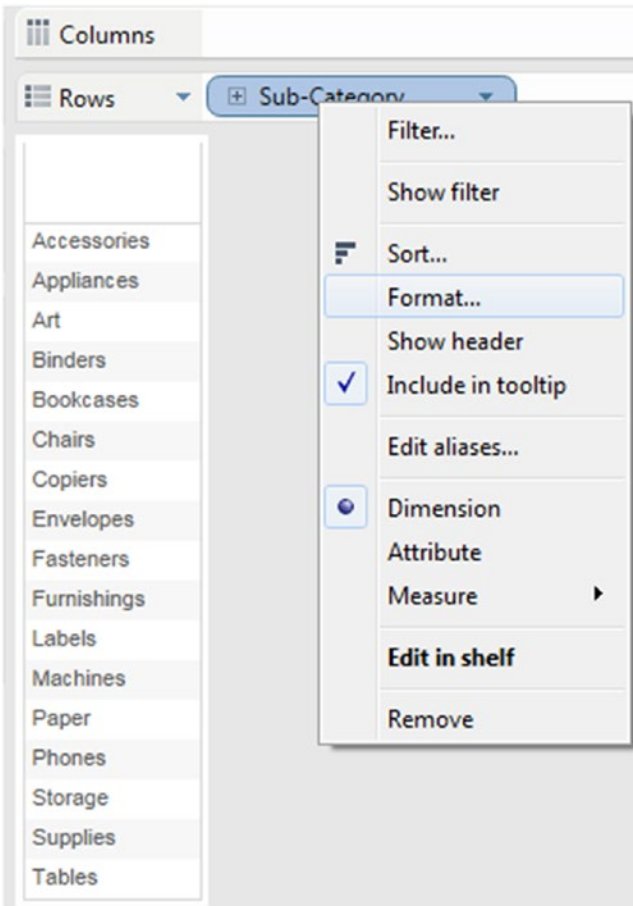 Columns
Rows
Sub-Category
Filter...
Show filter
Sort...
Format...
Show header
Include in tooltip
Edit aliases...
Dimension
Attribute
Measure
Edit in shelf
Remove
Accessories
Appliances
Art
Binders
Bookcases
Chairs
Copiers
Envelopes
Fasteners
Furnishings
Labels
Machines
Paper
Phones
Storage
Supplies
Tables